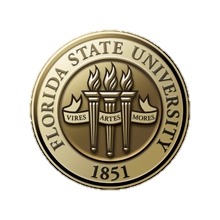 FLORIDA STATE UNIVERSITY
VIRES ARTES MORES
1851